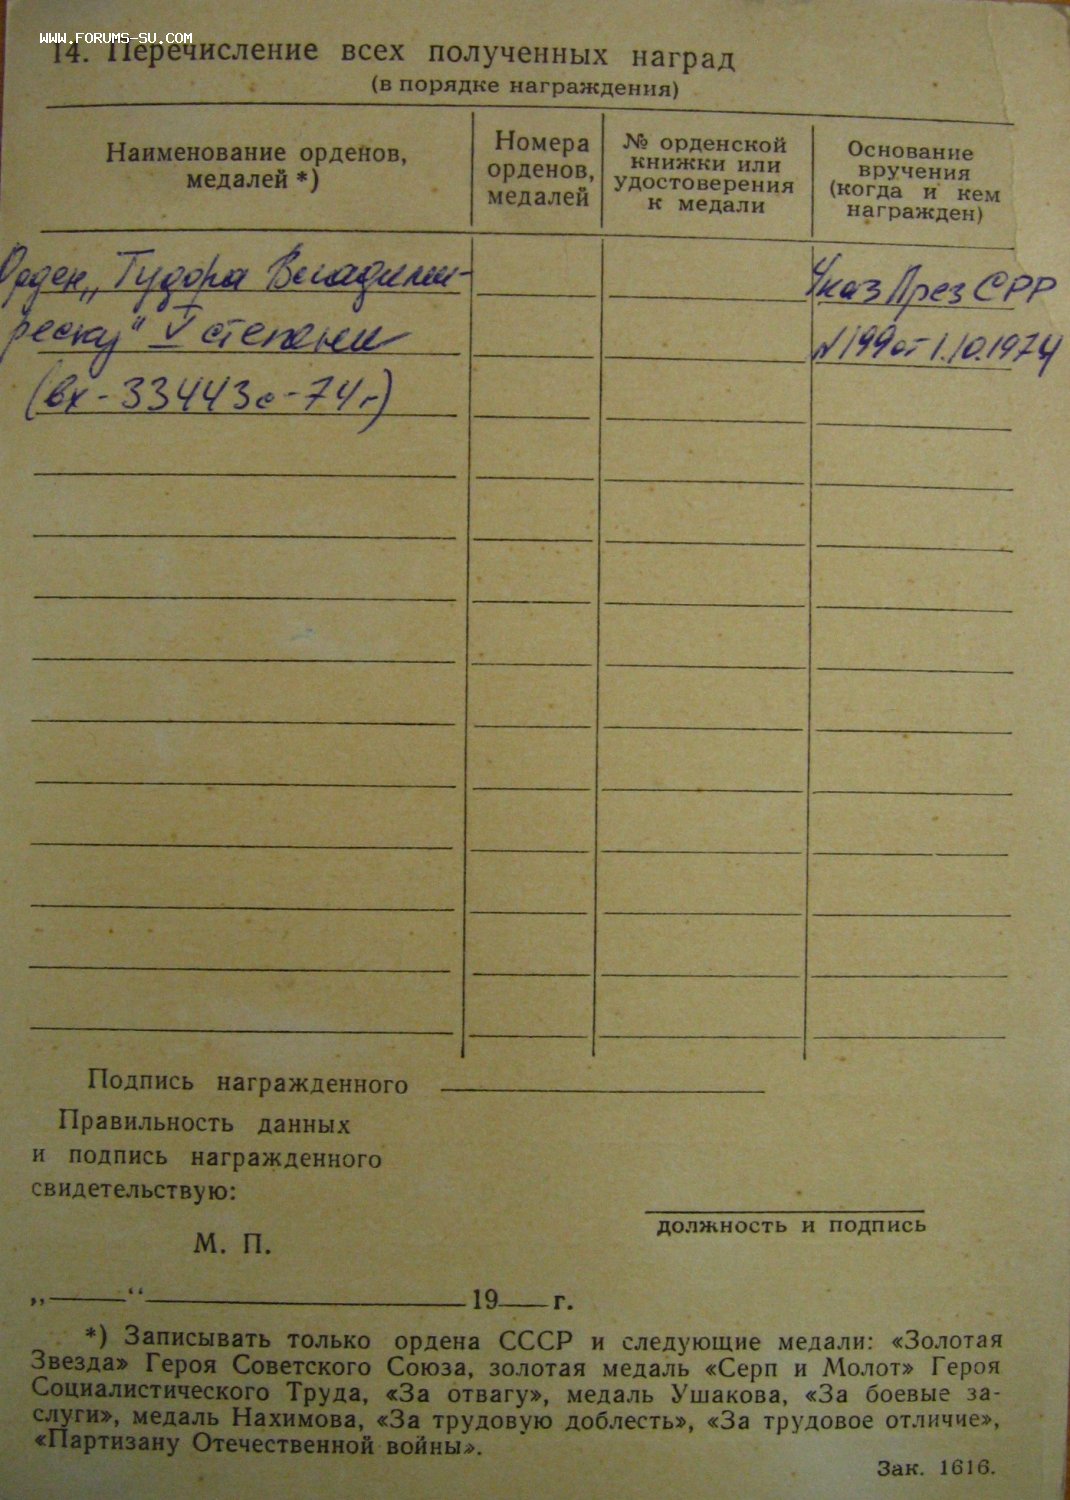 www.forums-su.com
14. Перечисление всех полученных наград
(в порядке награждения)
Наименование орденов,
медалей *)
Номера
орденов,
медалей
№ орденской
книжки или
удостоверения
к медали
Основание
вручения
(когда и кем
награжден)
Орден „Тудора Владими-
реску" V степени
(вх-33443с-74г)
Указ През СРР
№199 от 1.10.1974
Подпись награжденного
Правильность данных
и подпись награжденного
свидетельствую:
должность и подпись
М. П.
„ “ 19 г.
*) Записывать только ордена СССР и следующие медали: «Золотая
Звезда» Героя Советского Союза, золотая медаль «Серп и Молот» Героя
Социалистического Труда, «За отвагу», медаль Ушакова, «За боевые за-
слуги», медаль Нахимова, «За трудовую доблесть», «За трудовое отличие»,
«Партизану Отечественной войны».
Зак. 1616.